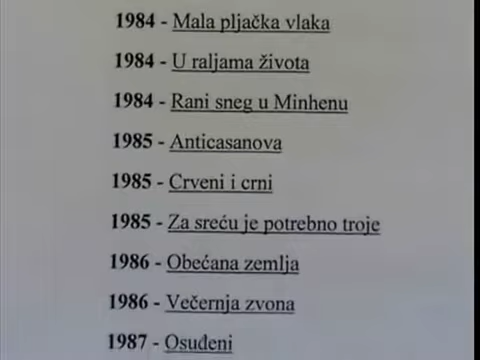 1984 - Mala pljačka vlaka
1984 - U raljama života
1984 - Rani sneg u Minhenu
1985 - Anticasanova
1985 - Crveni i crni
1985 - Za sreću je potrebno troje
1986 - Obećana zemlja
1986 - Večernja zvona
1987 - Osuđeni